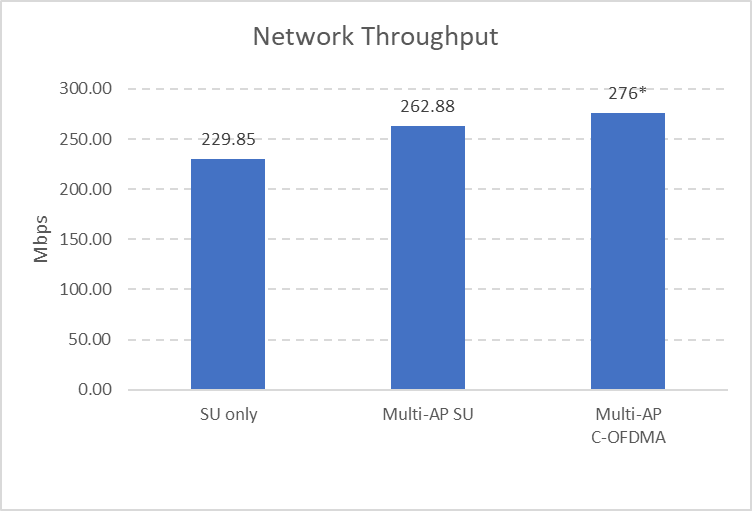 Network Throughput
300.00
250.00
200.00
150.00
100.00
50.00
0.00
Mbps
229.85
262.88
276*
SU only
Multi-AP SU
Multi-AP
C-OFDMA